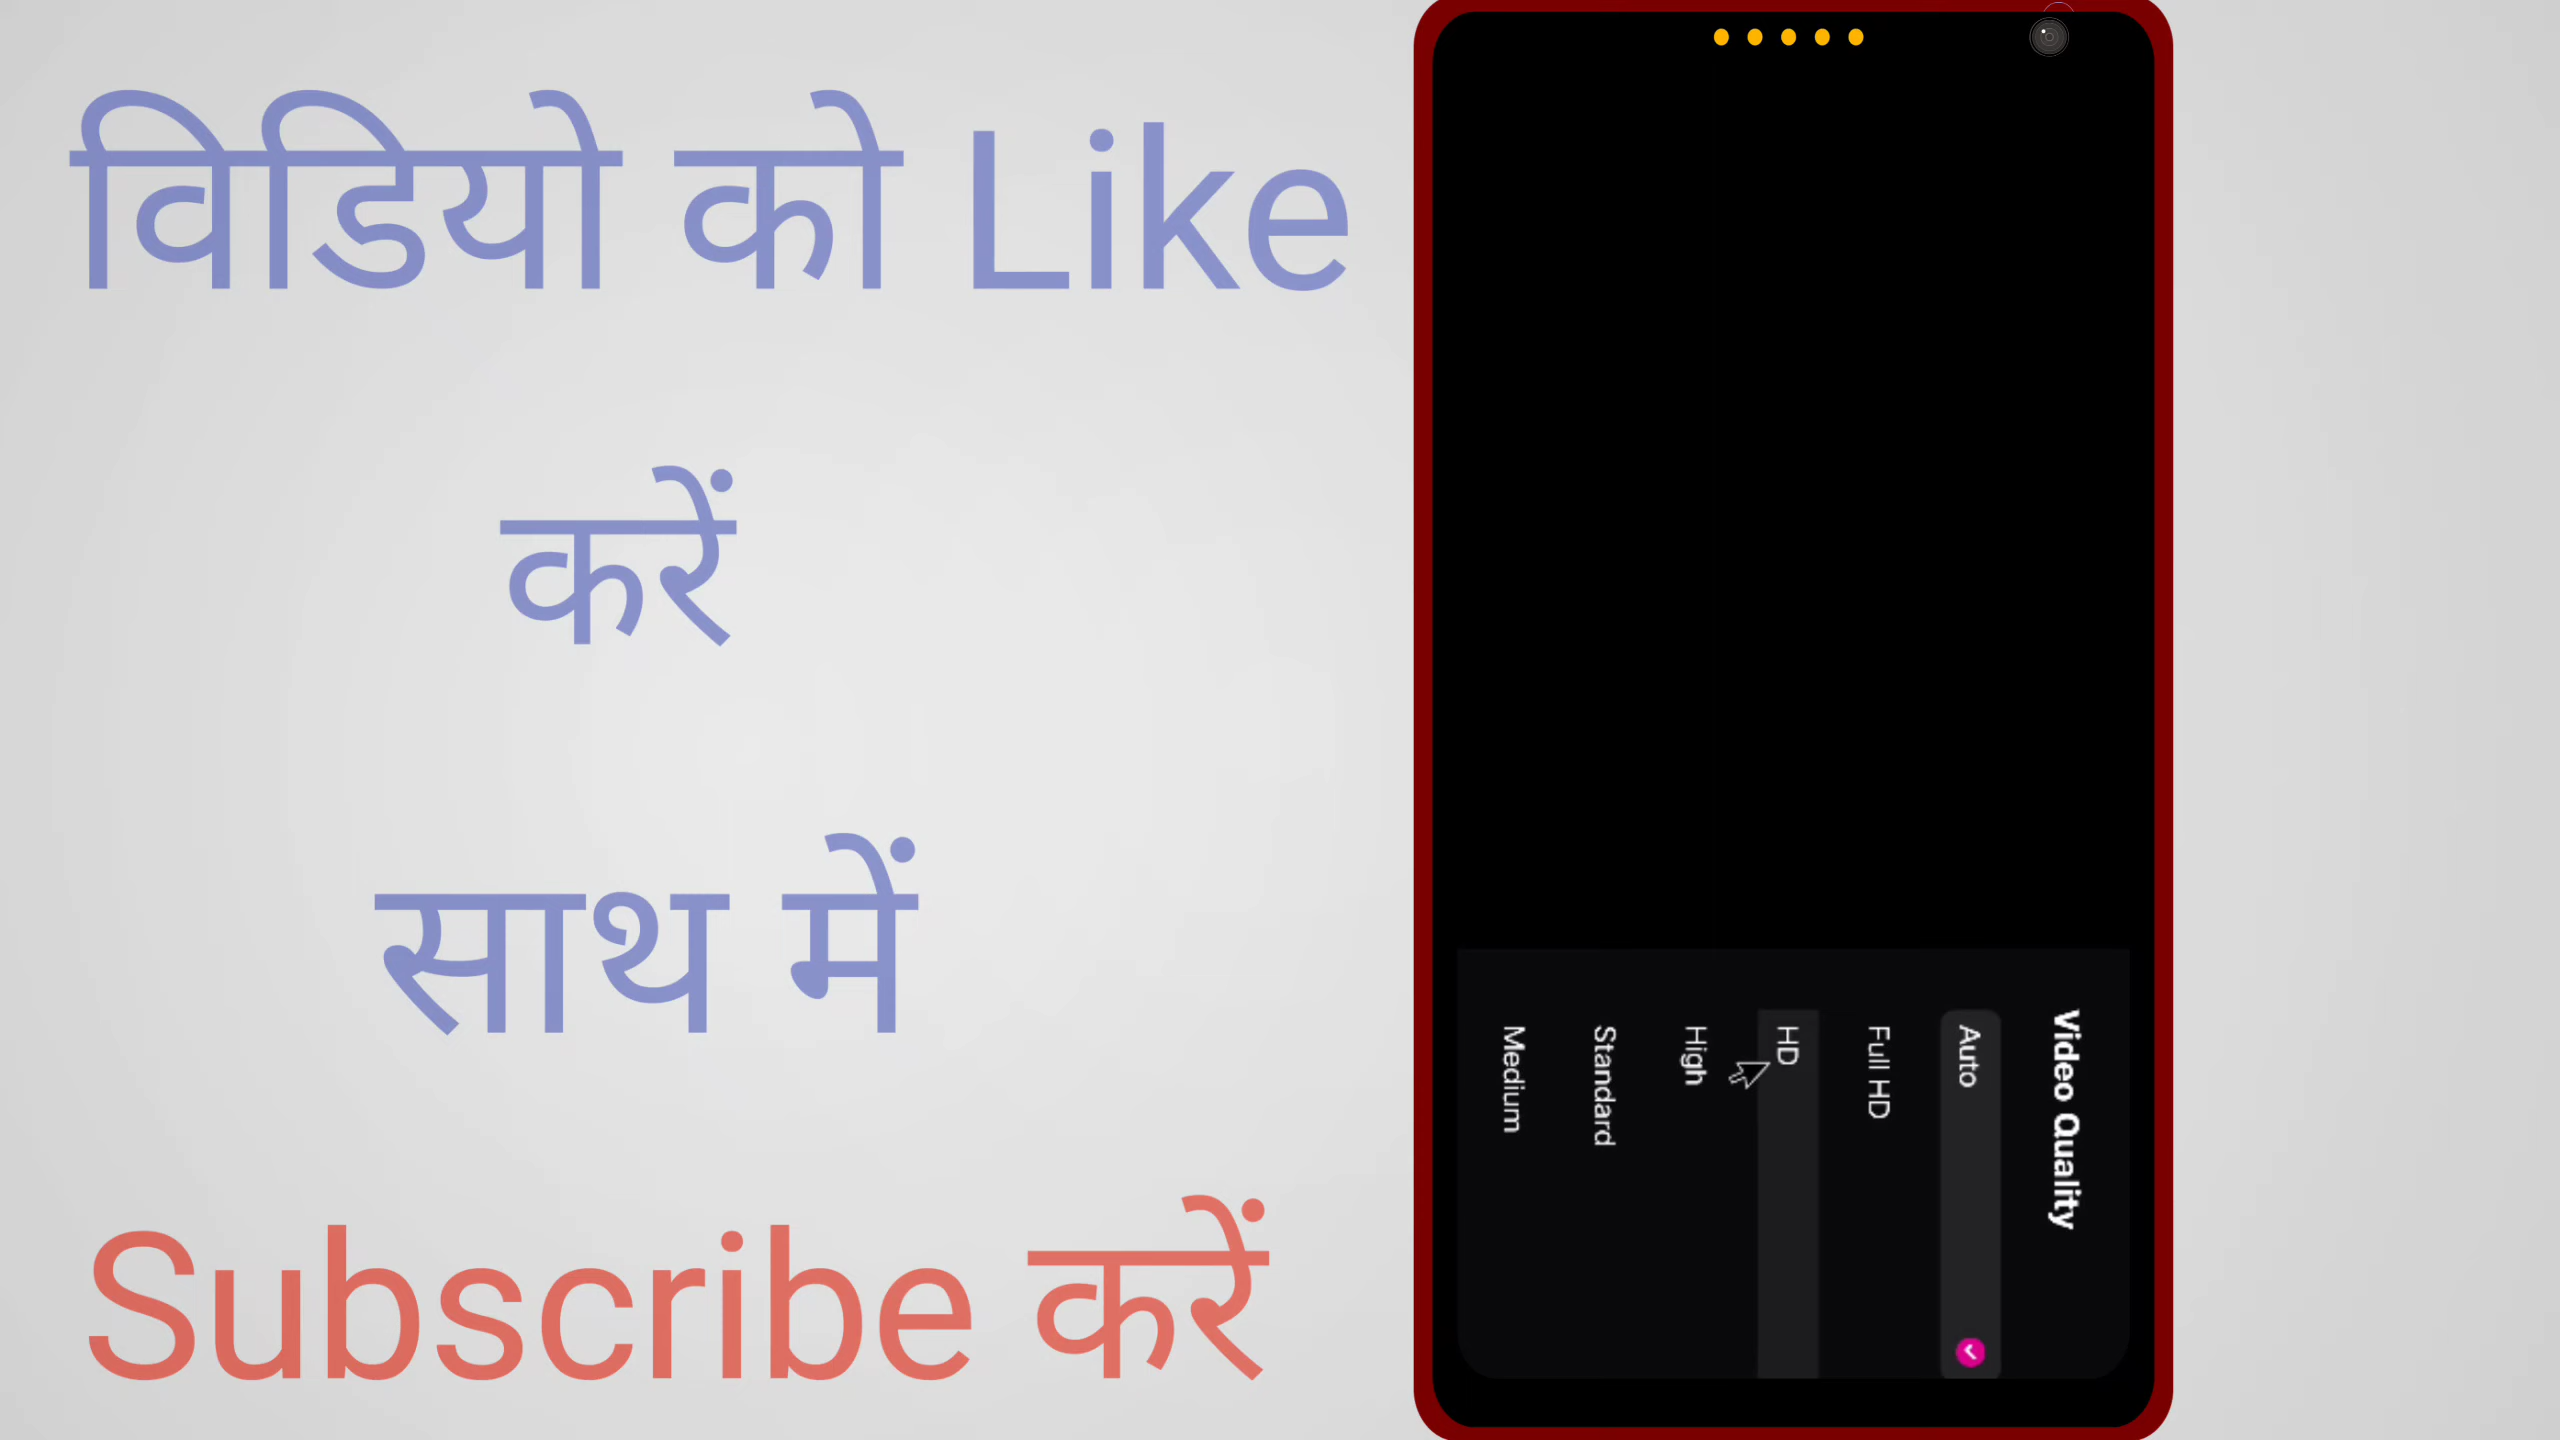 विडियो को Like
करें
साथ में
Subscribe करें
Video Quality
Auto
Full HD
HD
High
Standard
Medium